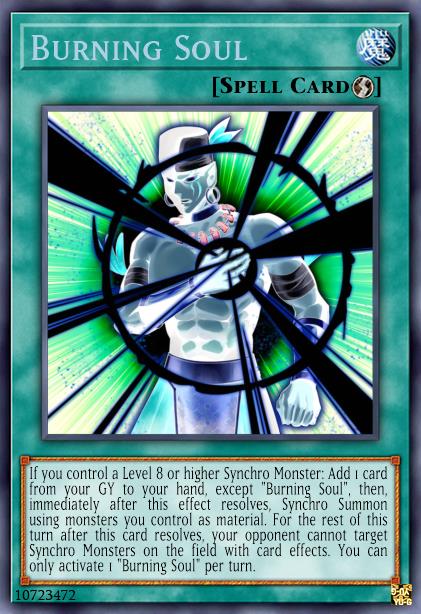 Burning Soul
[Spell Card]
If you control a Level 8 or higher Synchro Monster: Add 1 card
from your GY to your hand, except "Burning Soul", then,
immediately after this effect resolves, Synchro Summon
using monsters you control as material. For the rest of this
turn after this card resolves, your opponent cannot target
Synchro Monsters on the field with card effects. You can
only activate 1 "Burning Soul" per turn.
10723472